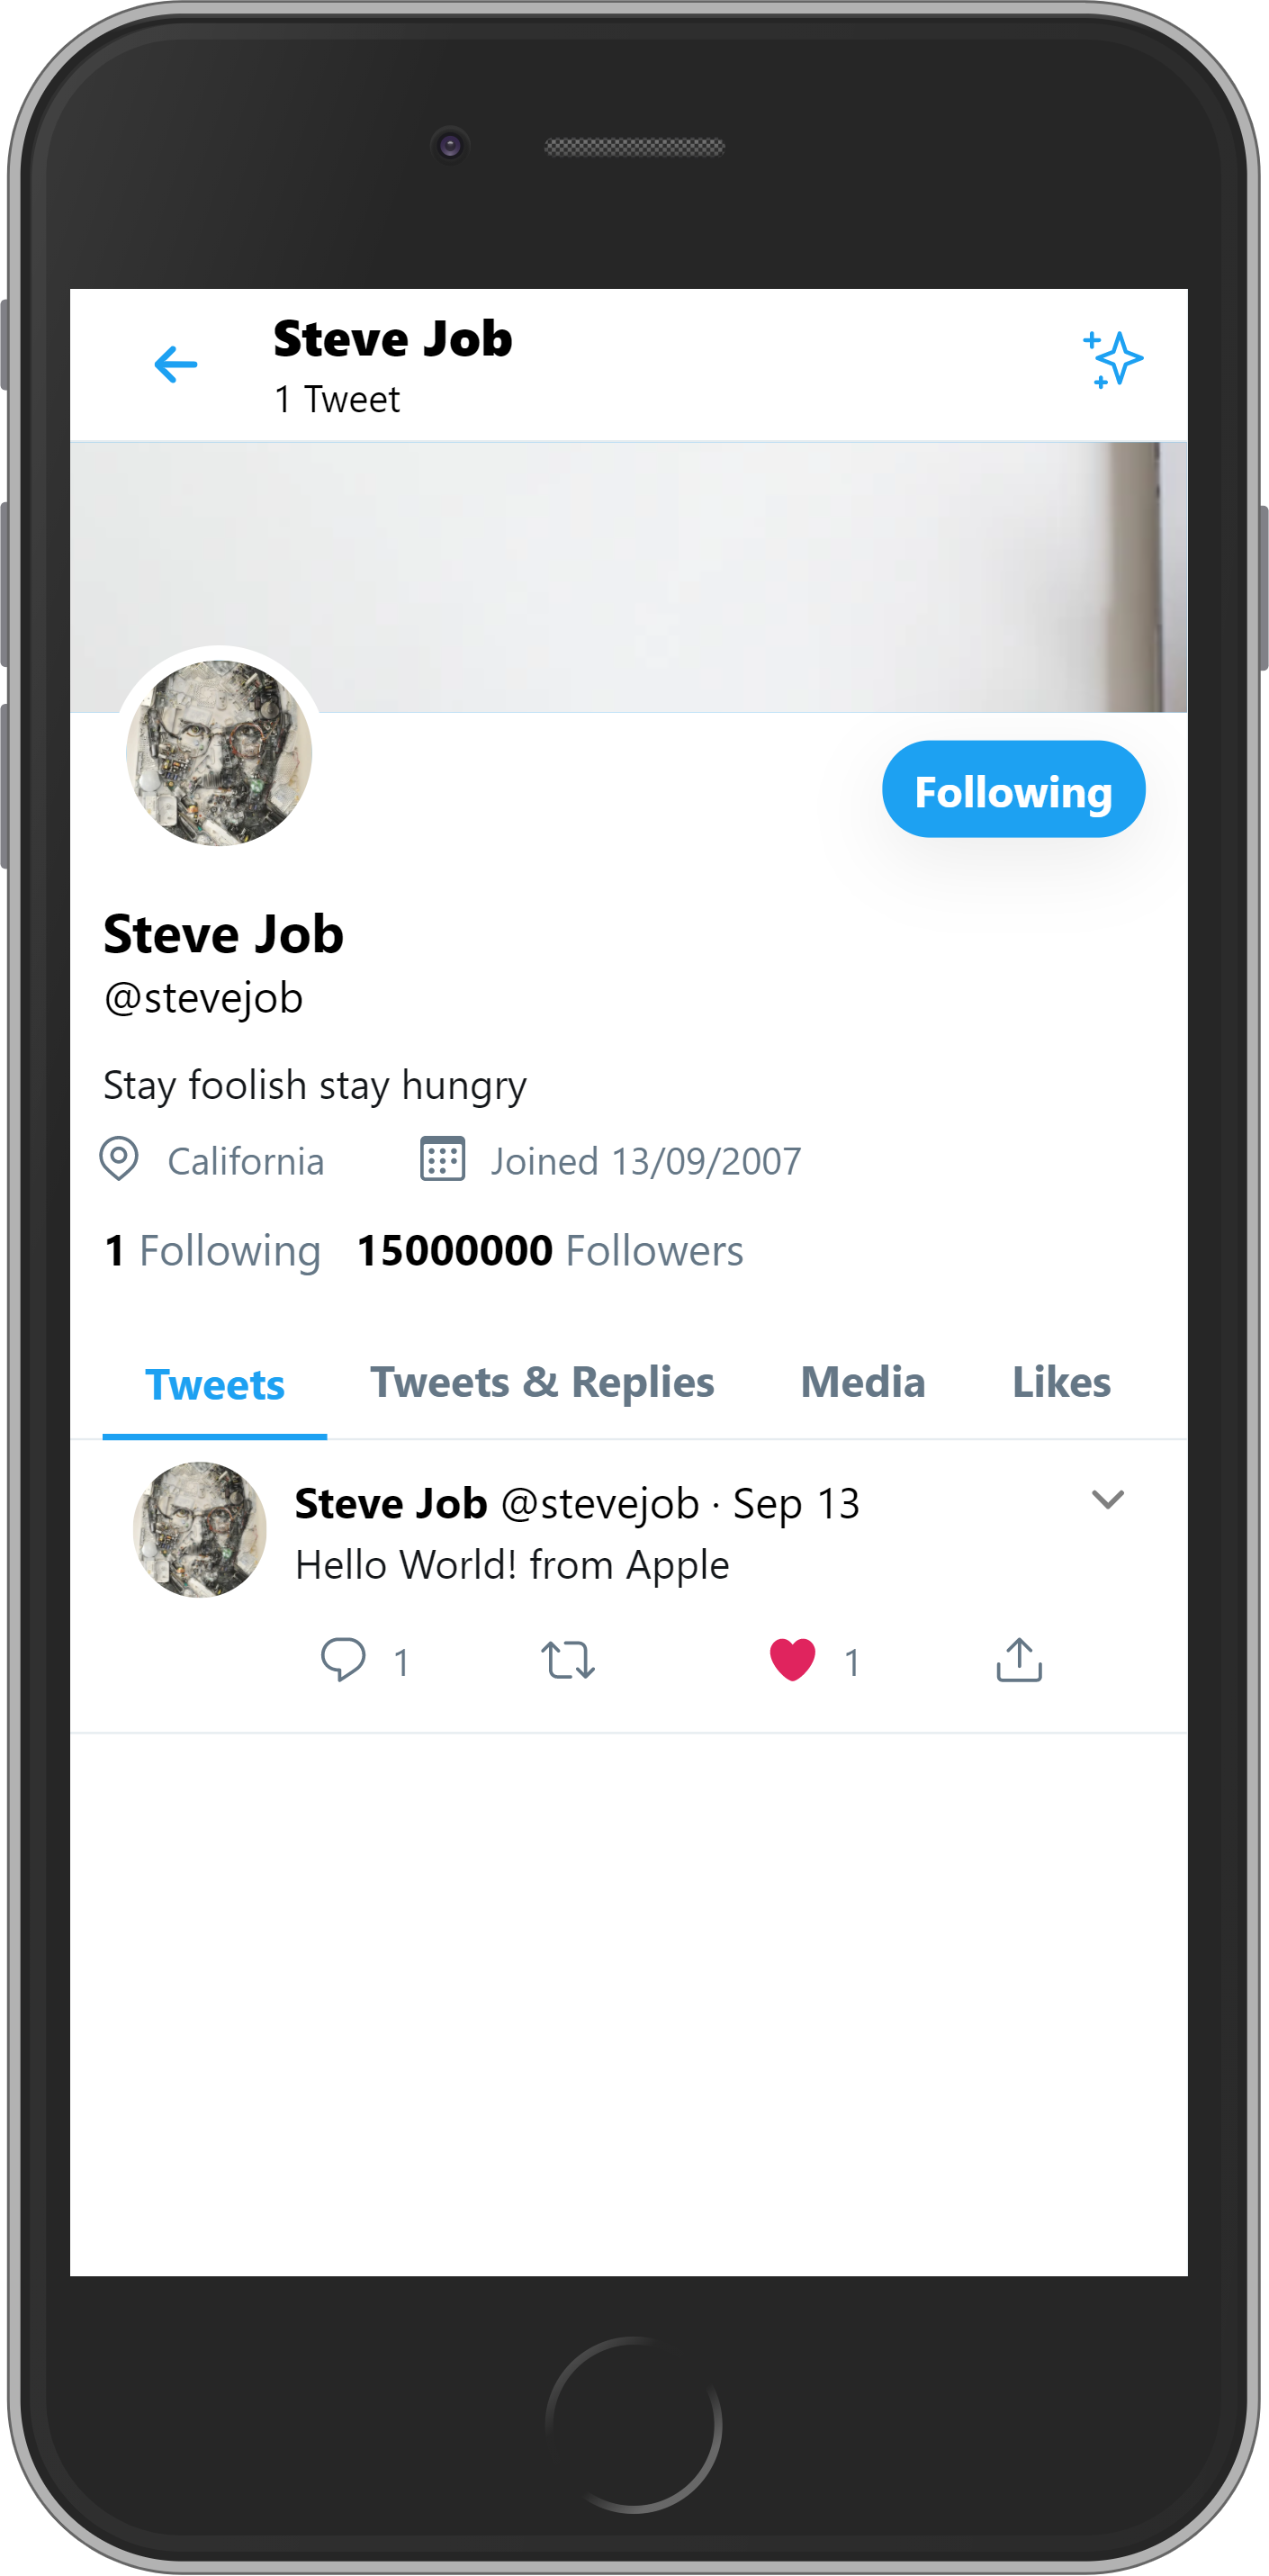 Steve Job
1 Tweet
Following
Steve Job
@stevejob
Stay foolish stay hungry
California Joined 13/09/2007
1 Following 15000000 Followers
Tweets Tweets & Replies Media Likes
Steve Job @stevejob · Sep 13
Hello World! from Apple
1 1